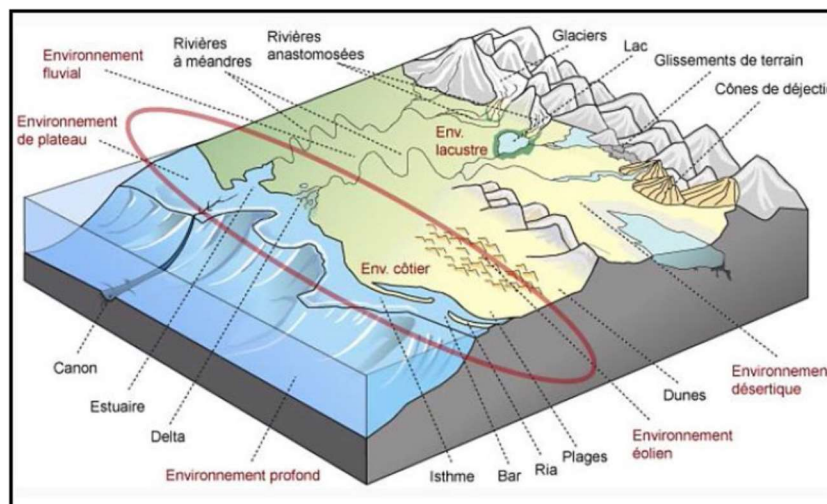 Environnement
fluvial
Rivières
à méandres
Rivières
anastomosées
Glaciers
Lac
Glissements de terrain
Cônes de déjectio
Environnement
de plateau
Env.
lacustre
Env. côtier
Canon
Estuaire
Delta
Environnement profond
Isthme
Bar
Ria
Plages
Environnement
éolien
Dunes
Environnemen
désertique